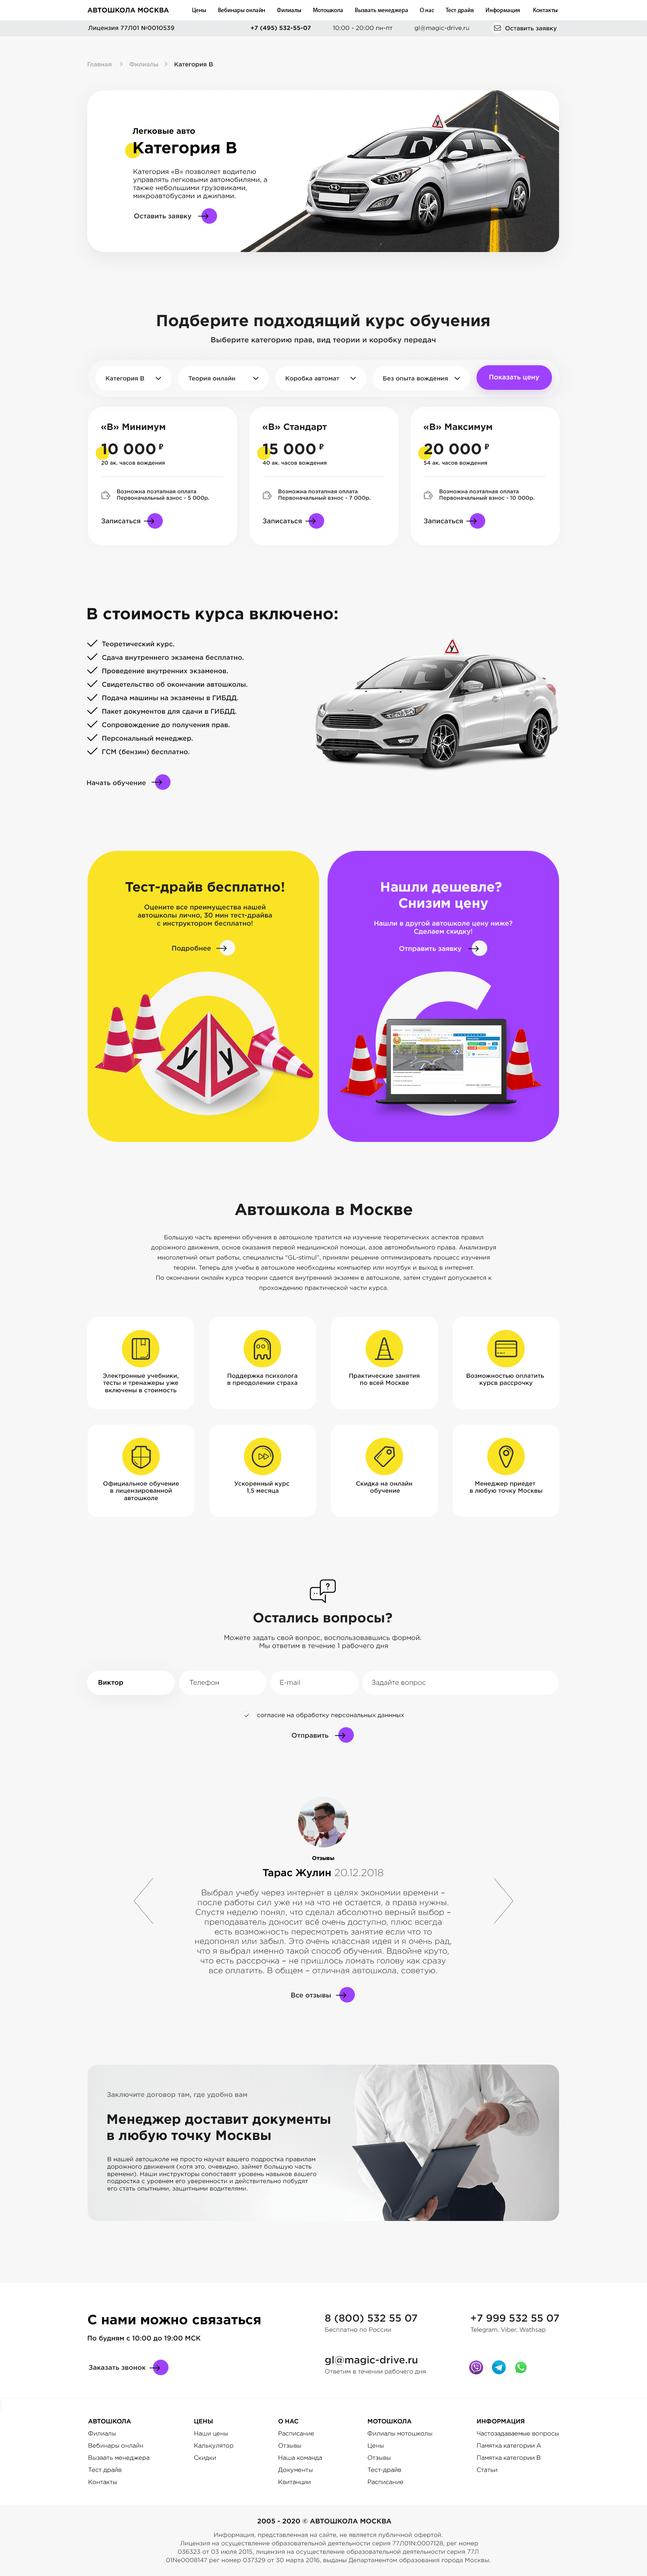 АВТОШКОЛА МОСКВА Цены Вебинары онлайн Филиалы Мотошкола Вызвать менеджера О нас Тест драйв Информация Контакты
Лицензия 77Л01 №0010539 +7 (495) 532-55-07 10:00 - 20:00 пн-пт gl@magic-drive.ru Оставить заявку
Главная Филиалы Категория В
Легковые авто
Категория В
Категория «В» позволяет водителю
управлять легковыми автомобилями, а
также небольшими грузовиками,
микроавтобусами и джипами.
Оставить заявку
У
Подберите подходящий курс обучения
Выберите категорию прав, вид теории и коробку передач
Категория В Теория онлайн Коробка автомат Без опыта вождения Показать цену
«В» Минимум
10 000 ₽
20 ак. часов вождения
Возможна поэтапная оплата
Первоначальный взнос - 5 000р.
Записаться
«В» Стандарт
15 000 ₽
40 ак. часов вождения
Возможна поэтапная оплата
Первоначальный взнос - 7 000р.
Записаться
«В» Максимум
20 000 ₽
54 ак. часов вождения
Возможна поэтапная оплата
Первоначальный взнос - 10 000р.
Записаться
В стоимость курса включено:
Теоретический курс.
Сдача внутреннего экзамена бесплатно.
Проведение внутренних экзаменов.
Свидетельство об окончании автошколы.
Подача машины на экзамены в ГИБДД.
Пакет документов для сдачи в ГИБДД.
Сопровождение до получения прав.
Персональный менеджер.
ГСМ (бензин) бесплатно.
Начать обучение
У
Тест-драйв бесплатно!
Оцените все преимущества нашей
автошколы лично, 30 мин тест-драйва
с инструктором бесплатно!
Подробнее
У У
Нашли дешевле?
Снизим цену
Нашли в другой автошколе цену ниже?
Сделаем скидку!
Отправить заявку
Автошкола в Москве
Большую часть времени обучения в автошколе тратится на изучение теоретических аспектов правил
дорожного движения, основ оказания первой медицинской помощи, азов автомобильного права. Анализируя
многолетний опыт работы, специалисты "GL-stimul", приняли решение оптимизировать процесс изучения
теории. Теперь для учебы в автошколе необходимы компьютер или ноутбук и выход в интернет.
По окончании онлайн курса теории сдается внутренний экзамен в автошколе, затем студент допускается к
прохождению практической части курса.
Электронные учебники,
тесты и тренажеры уже
включены в стоимость
Поддержка психолога
в преодолении страха
Практические занятия
по всей Москве
Возможностью оплатить
курсв рассрочку
Официальное обучение
в лицензированной
автошколе
Ускоренный курс
1,5 месяца
Скидка на онлайн
обучение
Менеджер приедет
в любую точку Москвы
?
Остались вопросы?
Можете задать свой вопрос, воспользовавшись формой.
Мы ответим в течение 1 рабочего дня
Виктор Телефон E-mail Задайте вопрос
согласие на обработку персональных даннных
Отправить
Отзывы
Тарас Жулин 20.12.2018
Выбрал учебу через интернет в целях экономии времени –
после работы сил уже ни на что не остается, а права нужны.
Спустя неделю понял, что сделал абсолютно верный выбор –
преподаватель доносит всё очень доступно, плюс всегда
есть возможность пересмотреть занятие если что то
недопонял или забыл. Это очень классная идея и я очень рад,
что я выбрал именно такой способ обучения. Вдвойне круто,
что есть рассрочка – не пришлось ломать голову как сразу
все оплатить. В общем – отличная автошкола, советую.
Все отзывы
Заключите договор там, где удобно вам
Менеджер доставит документы
в любую точку Москвы
В нашей автошколе не просто научат вашего подростка правилам
дорожного движения (хотя это, очевидно, займет большую часть
времени). Наши инструкторы сопоставят уровень навыков вашего
подростка с уровнем его уверенности и действительно побудят
его стать опытными, защитными водителями.
С нами можно связаться
По будням с 10:00 до 19:00 МСК
Заказать звонок
8 (800) 532 55 07
Бесплатно по России
+7 999 532 55 07
Telegram, Viber, Wathsap
gl@magic-drive.ru
Ответим в течении рабочего дня
АВТОШКОЛА
Филиалы
Вебинары онлайн
Вызвать менеджера
Тест драйв
Контакты
ЦЕНЫ
Наши цены
Калькулятор
Скидки
О НАС
Расписание
Отзывы
Наша команда
Документы
Квитанции
МОТОШКОЛА
Филиалы мотошколы
Цены
Отзывы
Тест-драйв
Расписание
ИНФОРМАЦИЯ
Частозадаваемые вопросы
Памятка категории А
Памятка категории В
Статьи
2005 - 2020 © АВТОШКОЛА МОСКВА
Информация, представленная на сайте, не является публичной офертой.
Лицензия на осуществление образовательной деятельности серия 77Л01N:0007128, рег номер
036323 от 03 июля 2015, лицензия на осуществление образовательной деятельности серия 77Л
01№0008147 рег номер 037329 от 30 марта 2016, выданы Департаментом образования города Москвы.